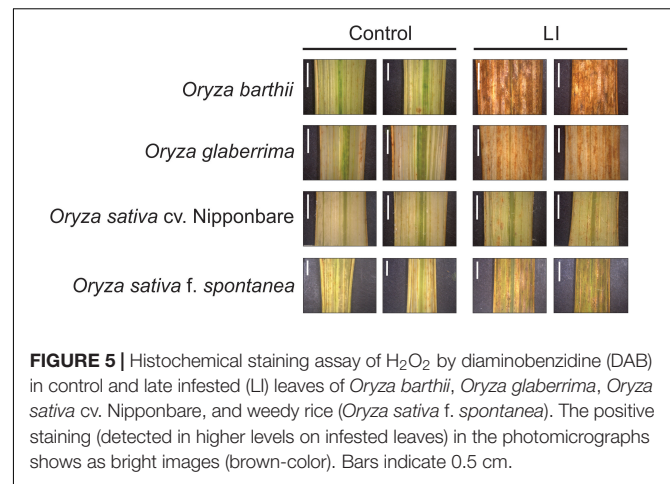 Control LI
Oryza barthii
Oryza glaberrima
Oryza sativa cv. Nipponbare
Oryza sativa f. spontanea
FIGURE 5 | Histochemical staining assay of H₂O₂ by diaminobenzidine (DAB)
in control and late infested (LI) leaves of Oryza barthii, Oryza glaberrima, Oryza
sativa cv. Nipponbare, and weedy rice (Oryza sativa f. spontanea). The positive
staining (detected in higher levels on infested leaves) in the photomicrographs
shows as bright images (brown-color). Bars indicate 0.5 cm.